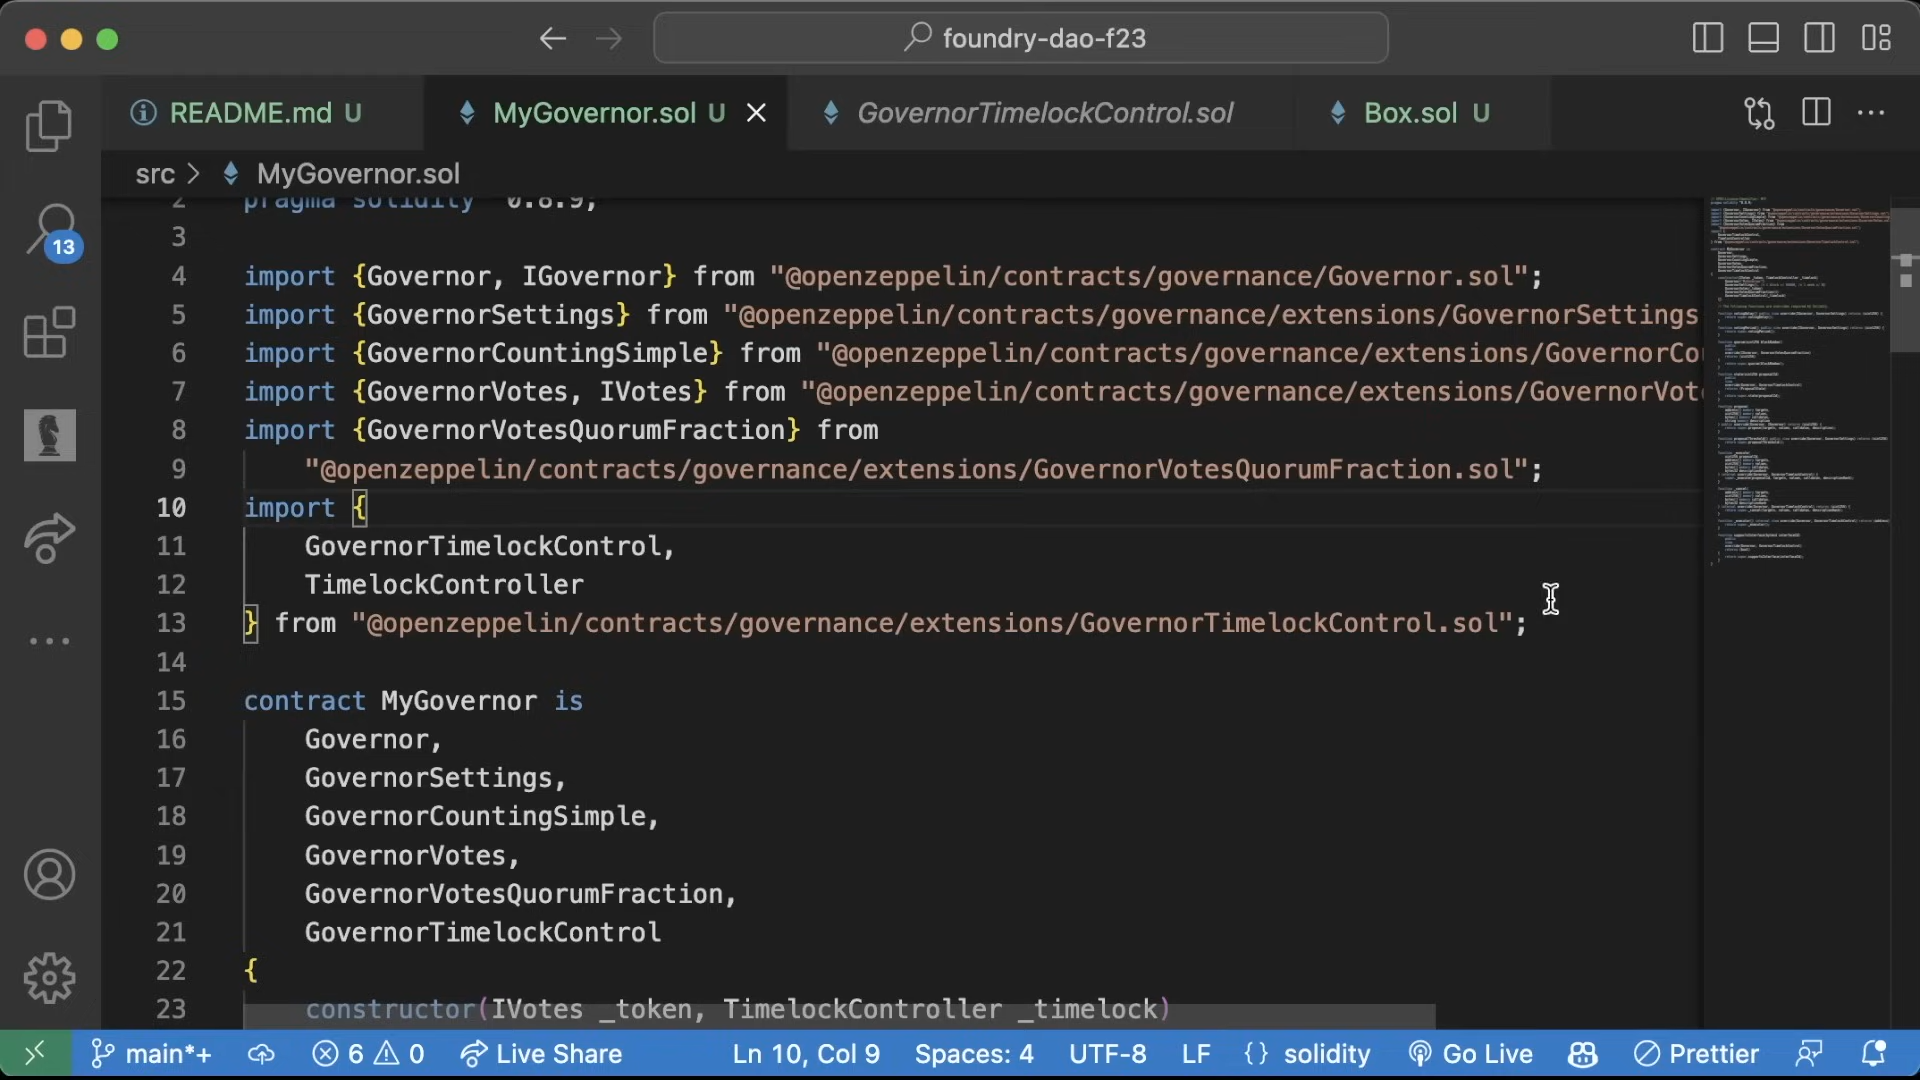 foundry-dao-f23
README.md U
MyGovernor.sol U
GovernorTimelockControl.sol
Box.sol U
src > MyGovernor.sol
13
2 pragma solidity ^0.8.9;
3
4 import {Governor, IGovernor} from "@openzeppelin/contracts/governance/Governor.sol";
5 import {GovernorSettings} from "@openzeppelin/contracts/governance/extensions/GovernorSettings
6 import {GovernorCountingSimple} from "@openzeppelin/contracts/governance/extensions/GovernorCo
7 import {GovernorVotes, IVotes} from "@openzeppelin/contracts/governance/extensions/GovernorVot
8 import {GovernorVotesQuorumFraction} from
9 "@openzeppelin/contracts/governance/extensions/GovernorVotesQuorumFraction.sol";
10 import {
11 GovernorTimelockControl,
12 TimelockController
13 } from "@openzeppelin/contracts/governance/extensions/GovernorTimelockControl.sol";
14
15 contract MyGovernor is
16 Governor,
17 GovernorSettings,
18 GovernorCountingSimple,
19 GovernorVotes,
20 GovernorVotesQuorumFraction,
21 GovernorTimelockControl
22 {
23 constructor(IVotes _token, TimelockController _timelock)
main*+ 6 0 Live Share Ln 10, Col 9 Spaces: 4 UTF-8 LF {} solidity Go Live Prettier